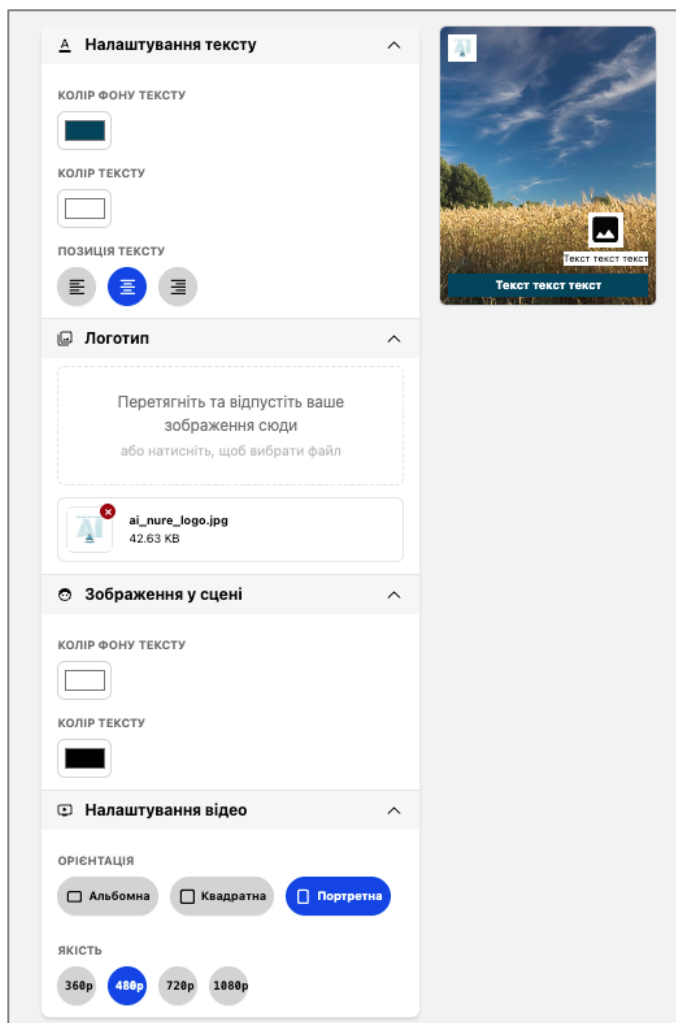 Налаштування тексту
КОЛІР ФОНУ ТЕКСТУ
КОЛІР ТЕКСТУ
ПОЗИЦІЯ ТЕКСТУ
Логотип
Перетягніть та відпустіть ваше
зображення сюди
або натисніть, щоб вибрати файл
AI
ai_nure_logo.jpg
42.63 KB
Зображення у сцені
КОЛІР ФОНУ ТЕКСТУ
КОЛІР ТЕКСТУ
Налаштування відео
ОРІЄНТАЦІЯ
Альбомна Квадратна Портретна
ЯКІСТЬ
360p 480p 720p 1080p
AI
Текст текст текст
Текст текст текст